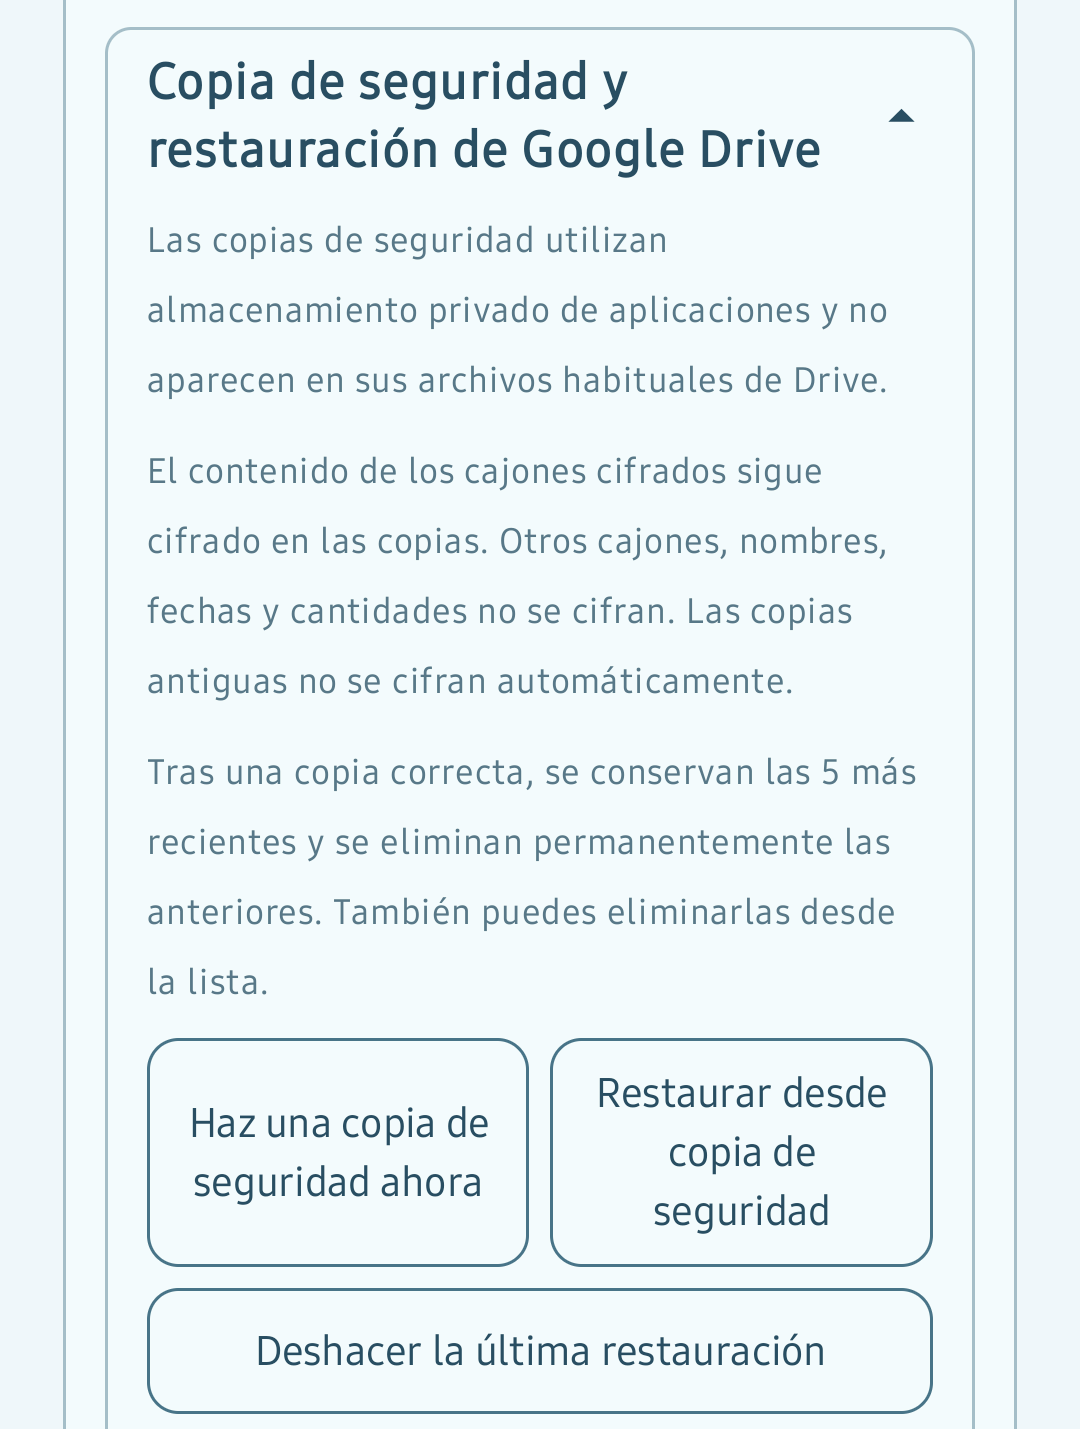 Copia de seguridad y
restauración de Google Drive
Las copias de seguridad utilizan
almacenamiento privado de aplicaciones y no
aparecen en sus archivos habituales de Drive.
El contenido de los cajones cifrados sigue
cifrado en las copias. Otros cajones, nombres,
fechas y cantidades no se cifran. Las copias
antiguas no se cifran automáticamente.
Tras una copia correcta, se conservan las 5 más
recientes y se eliminan permanentemente las
anteriores. También puedes eliminarlas desde
la lista.
Haz una copia de
seguridad ahora
Restaurar desde
copia de
seguridad
Deshacer la última restauración